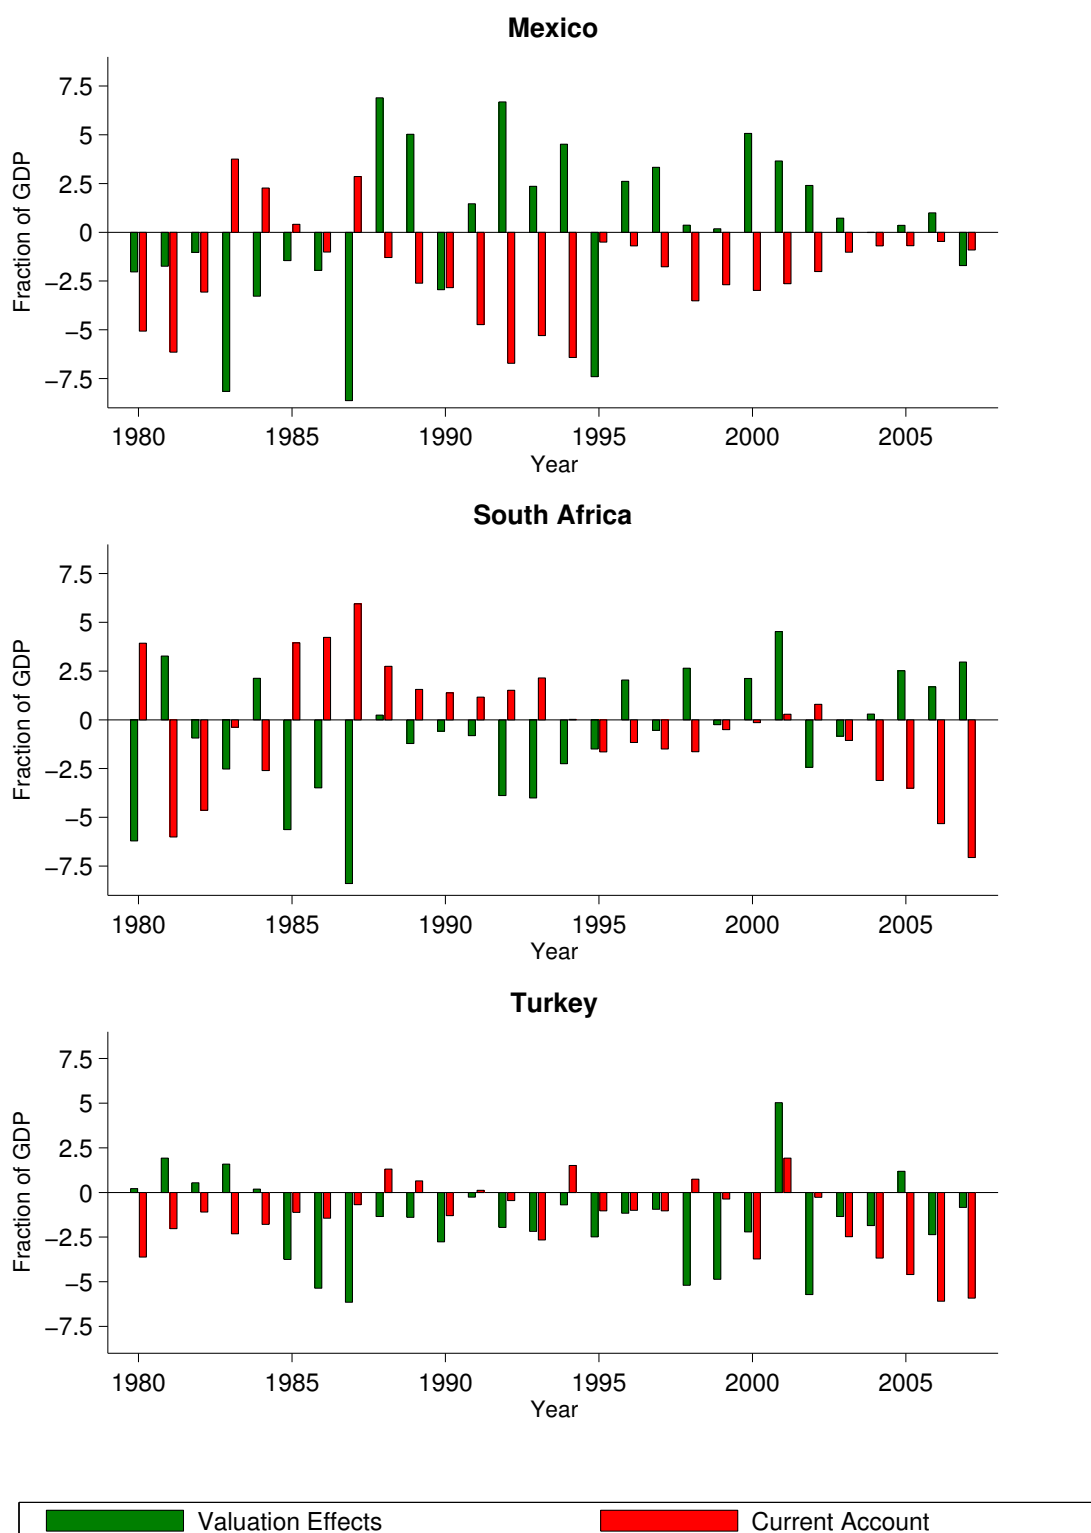 Mexico
7.5
5
2.5
0
−2.5
−5
−7.5
Fraction of GDP
1980 1985 1990 1995 2000 2005
Year
South Africa
7.5
5
2.5
0
−2.5
−5
−7.5
Fraction of GDP
1980 1985 1990 1995 2000 2005
Year
Turkey
7.5
5
2.5
0
−2.5
−5
−7.5
Fraction of GDP
1980 1985 1990 1995 2000 2005
Year
Valuation Effects Current Account